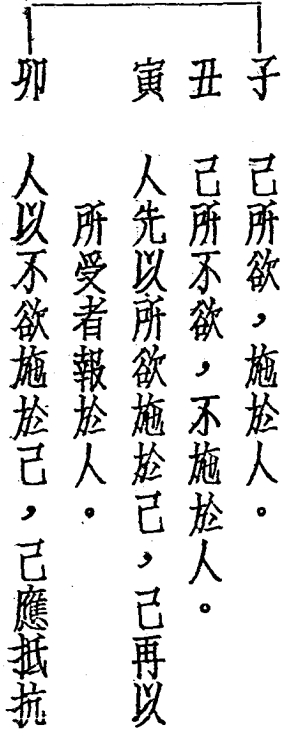 子 己所欲,施於人。
丑 己所不欲,不施於人。
寅 人先以所欲施於己,己再以
所受者報於人。
卯 人以不欲施於己,己應抵抗